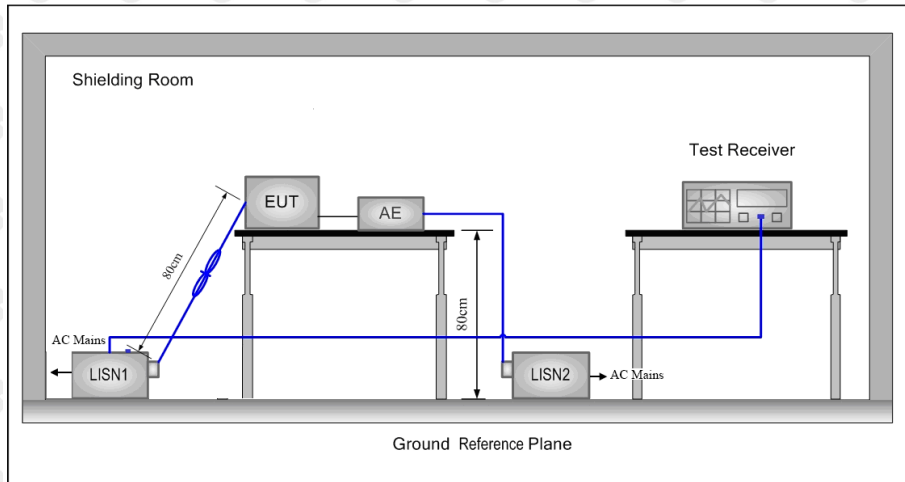 Shielding Room
Test Receiver
EUT
AE
80cm
80cm
AC Mains
LISN1
LISN2
AC Mains
Ground Reference Plane